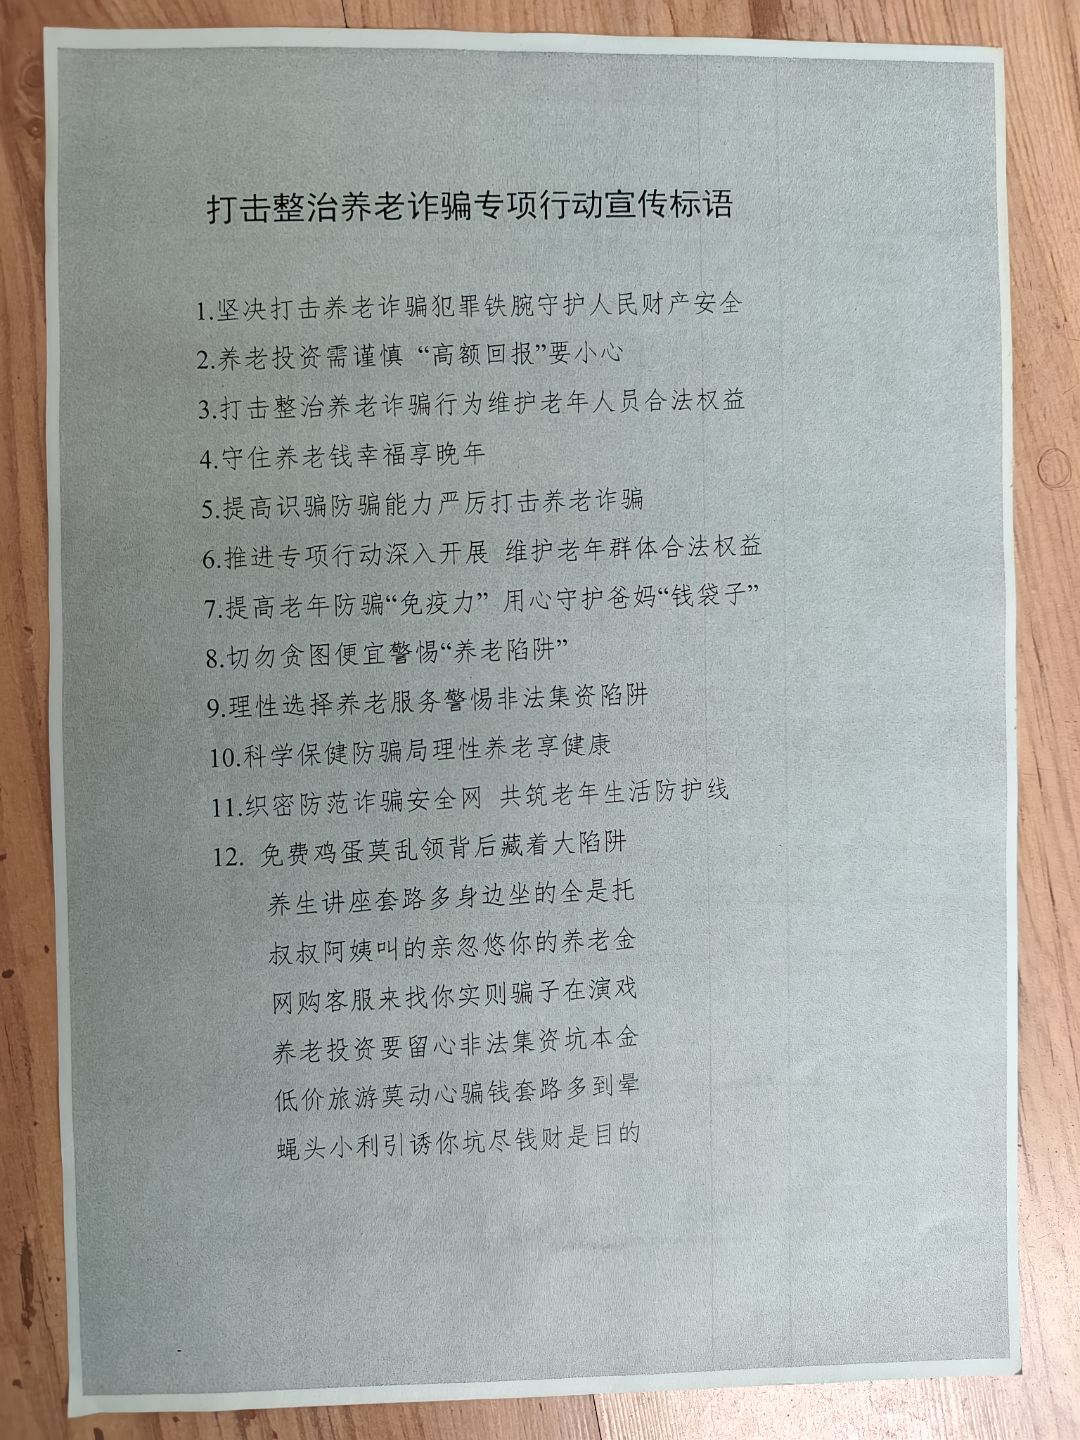 打击整治养老诈骗专项行动宣传标语
1.坚决打击养老诈骗犯罪铁腕守护人民财产安全
2.养老投资需谨慎 “高额回报”要小心
3.打击整治养老诈骗行为维护老年人员合法权益
4.守住养老钱幸福享晚年
5.提高识骗防骗能力严厉打击养老诈骗
6.推进专项行动深入开展 维护老年群体合法权益
7.提高老年防骗“免疫力” 用心守护爸妈“钱袋子”
8.切勿贪图便宜警惕“养老陷阱”
9.理性选择养老服务警惕非法集资陷阱
10.科学保健防骗局理性养老享健康
11.织密防范诈骗安全网 共筑老年生活防护线
12. 免费鸡蛋莫乱领背后藏着大陷阱
养生讲座套路多身边坐的全是托
叔叔阿姨叫的亲忽悠你的养老金
网购客服来找你实则骗子在演戏
养老投资要留心非法集资坑本金
低价旅游莫动心骗钱套路多到晕
蝇头小利引诱你坑尽钱财是目的